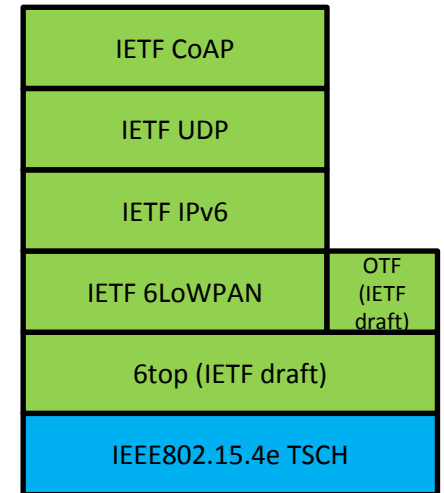 IETF CoAP
IETF UDP
IETF IPv6
IETF 6LoWPAN
OTF
(IETF
draft)
6top (IETF draft)
IEEE802.15.4e TSCH